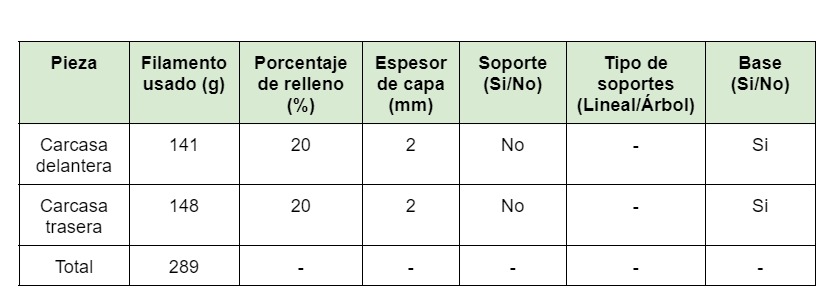 Pieza Filamento usado (g) Porcentaje de relleno (%) Espesor de capa (mm) Soporte (Si/No) Tipo de soportes (Lineal/Árbol) Base (Si/No)
Carcasa delantera 141 20 2 No - Si
Carcasa trasera 148 20 2 No - Si
Total 289 - - - - -